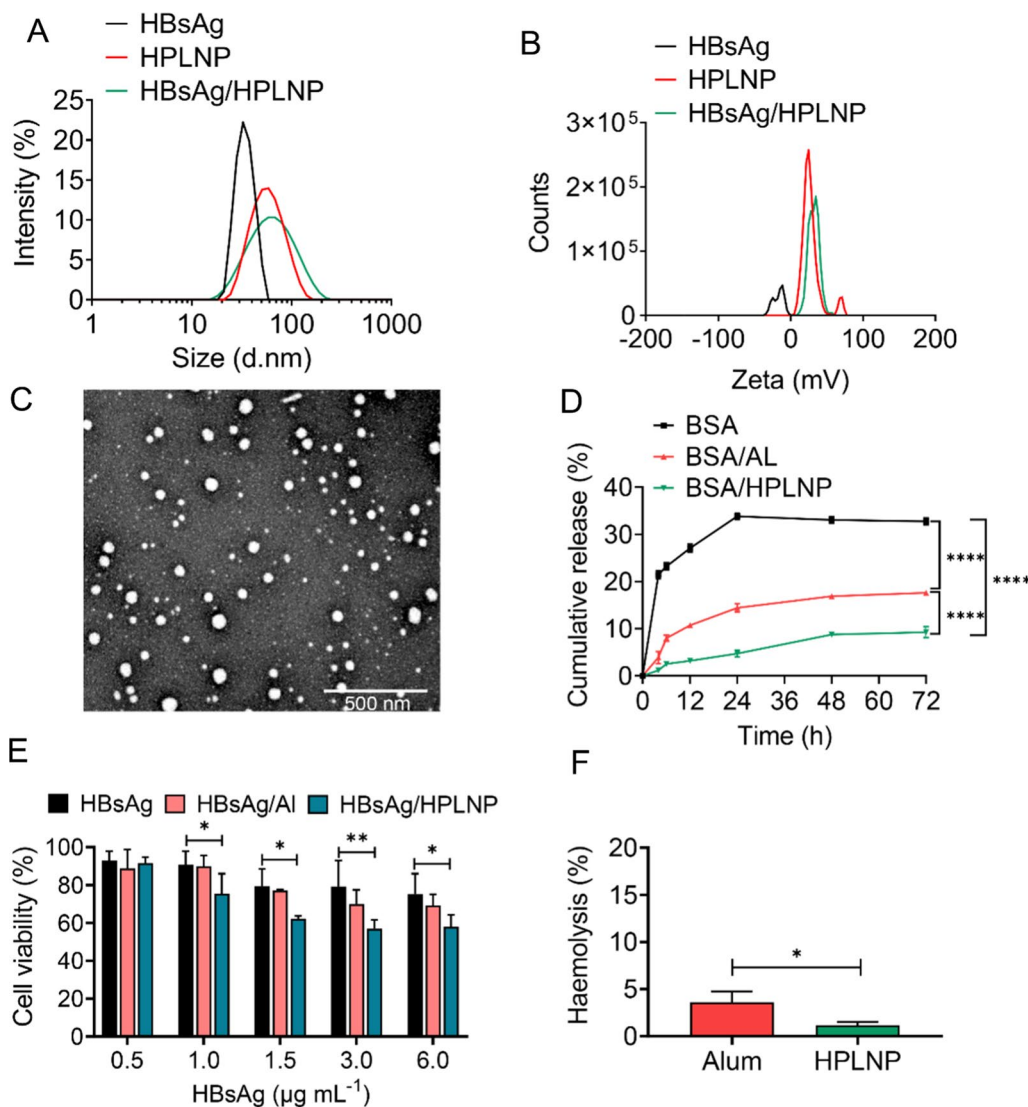 A
HBsAg
HPLNP
HBsAg/HPLNP
25
20
15
10
5
0
Intensity (%)
1
10
100
1000
Size (d.nm)
B
HBsAg
HPLNP
HBsAg/HPLNP
3×10⁵
2×10⁵
1×10⁵
0
Counts
-200
-100
0
100
200
Zeta (mV)
C
500 nm
D
BSA
BSA/AL
BSA/HPLNP
40
30
20
10
0
Cumulative release (%)
0 12 24 36 48 60 72
Time (h)
****
****
****
E
HBsAg HBsAg/Al HBsAg/HPLNP
100
80
60
40
20
0
Cell viability (%)
* * ** *
0.5 1.0 1.5 3.0 6.0
HBsAg (μg mL⁻¹)
F
20
15
10
5
0
Haemolysis (%)
*
Alum HPLNP